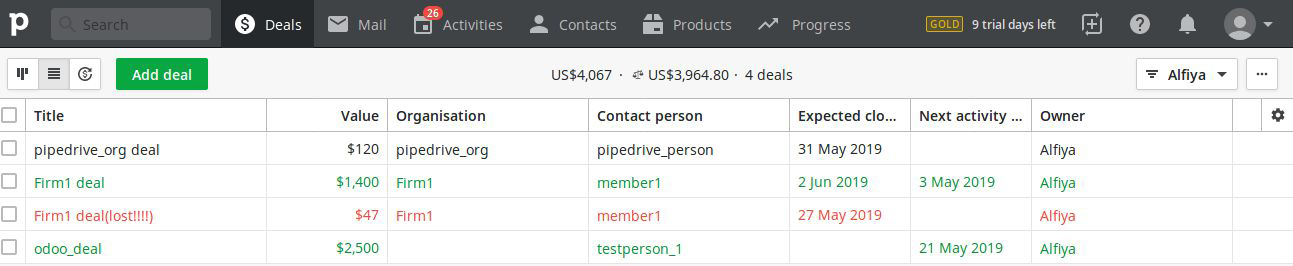 p Search Deals Mail 26 Activities Contacts Products Progress GOLD 9 trial days left
Add deal US$4,067 · US$3,964.80 · 4 deals Alfiya ...
Title Value Organisation Contact person Expected clo... Next activity ... Owner
pipedrive_org deal $120 pipedrive_org pipedrive_person 31 May 2019 Alfiya
Firm1 deal $1,400 Firm1 member1 2 Jun 2019 3 May 2019 Alfiya
Firm1 deal(lost!!!!) $47 Firm1 member1 27 May 2019 Alfiya
odoo_deal $2,500 testperson_1 21 May 2019 Alfiya